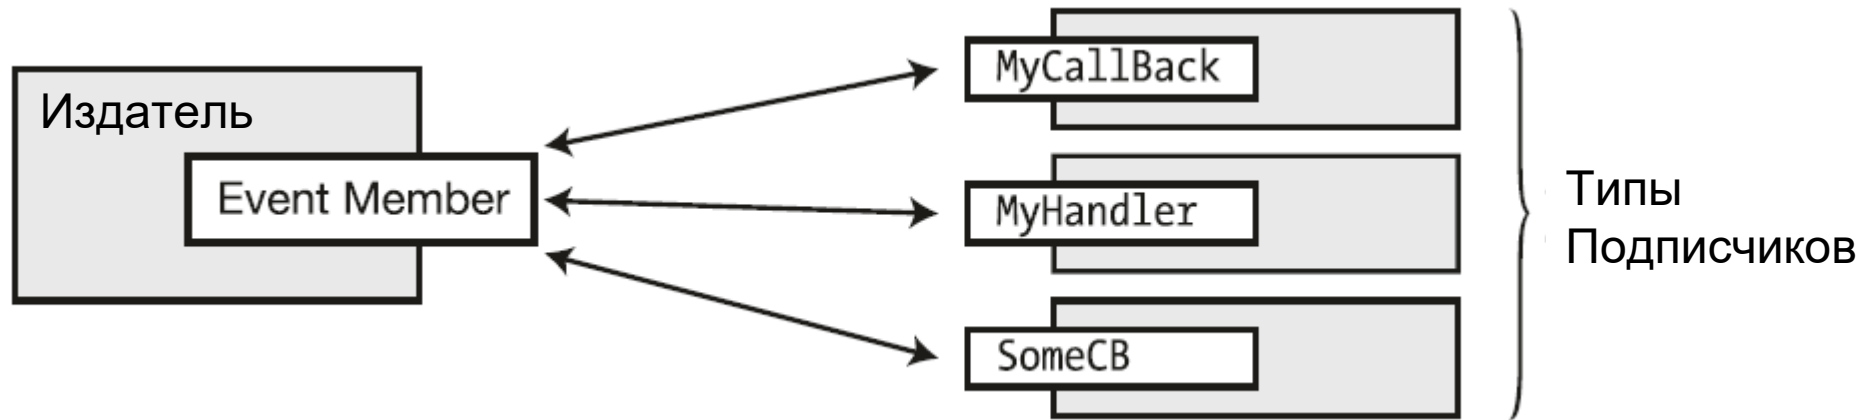 Издатель
Event Member
MyCallBack
MyHandler
SomeCB
Типы
Подписчиков